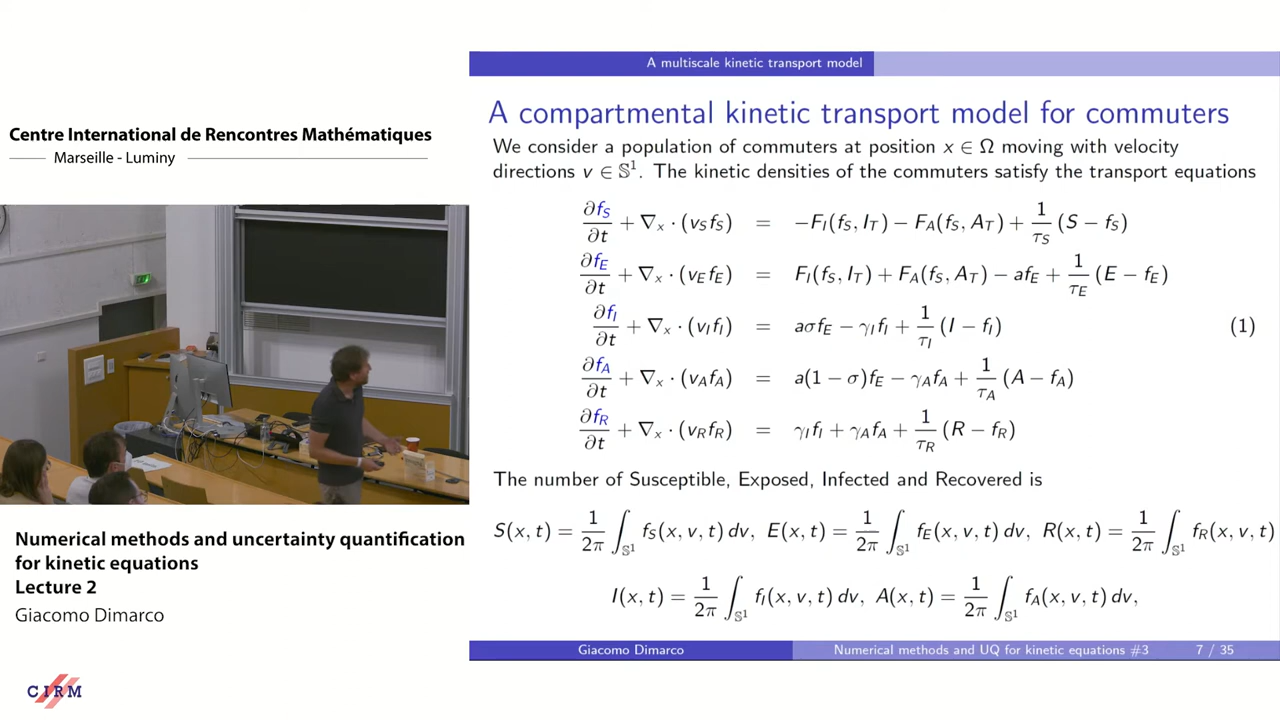 Centre International de Rencontres Mathématiques
Marseille - Luminy
Numerical methods and uncertainty quantification
for kinetic equations
Lecture 2
Giacomo Dimarco
CIRM
A multiscale kinetic transport model
A compartmental kinetic transport model for commuters
We consider a population of commuters at position x ∈ Ω moving with velocity
directions v ∈ 𝕊¹. The kinetic densities of the commuters satisfy the transport equations
∂f_S/∂t + ∇_x · (v_S f_S) = −F_I(f_S, I_T) − F_A(f_S, A_T) + 1/τ_S (S − f_S)
∂f_E/∂t + ∇_x · (v_E f_E) = F_I(f_S, I_T) + F_A(f_S, A_T) − af_E + 1/τ_E (E − f_E)
∂f_I/∂t + ∇_x · (v_I f_I) = aσf_E − γ_I f_I + 1/τ_I (I − f_I) (1)
∂f_A/∂t + ∇_x · (v_A f_A) = a(1 − σ)f_E − γ_A f_A + 1/τ_A (A − f_A)
∂f_R/∂t + ∇_x · (v_R f_R) = γ_I f_I + γ_A f_A + 1/τ_R (R − f_R)
The number of Susceptible, Exposed, Infected and Recovered is
S(x, t) = 1/2π ∫_𝕊¹ f_S(x, v, t) dv, E(x, t) = 1/2π ∫_𝕊¹ f_E(x, v, t) dv, R(x, t) = 1/2π ∫_𝕊¹ f_R(x, v, t)
I(x, t) = 1/2π ∫_𝕊¹ f_I(x, v, t) dv, A(x, t) = 1/2π ∫_𝕊¹ f_A(x, v, t) dv,
Giacomo Dimarco Numerical methods and UQ for kinetic equations #3 7 / 35